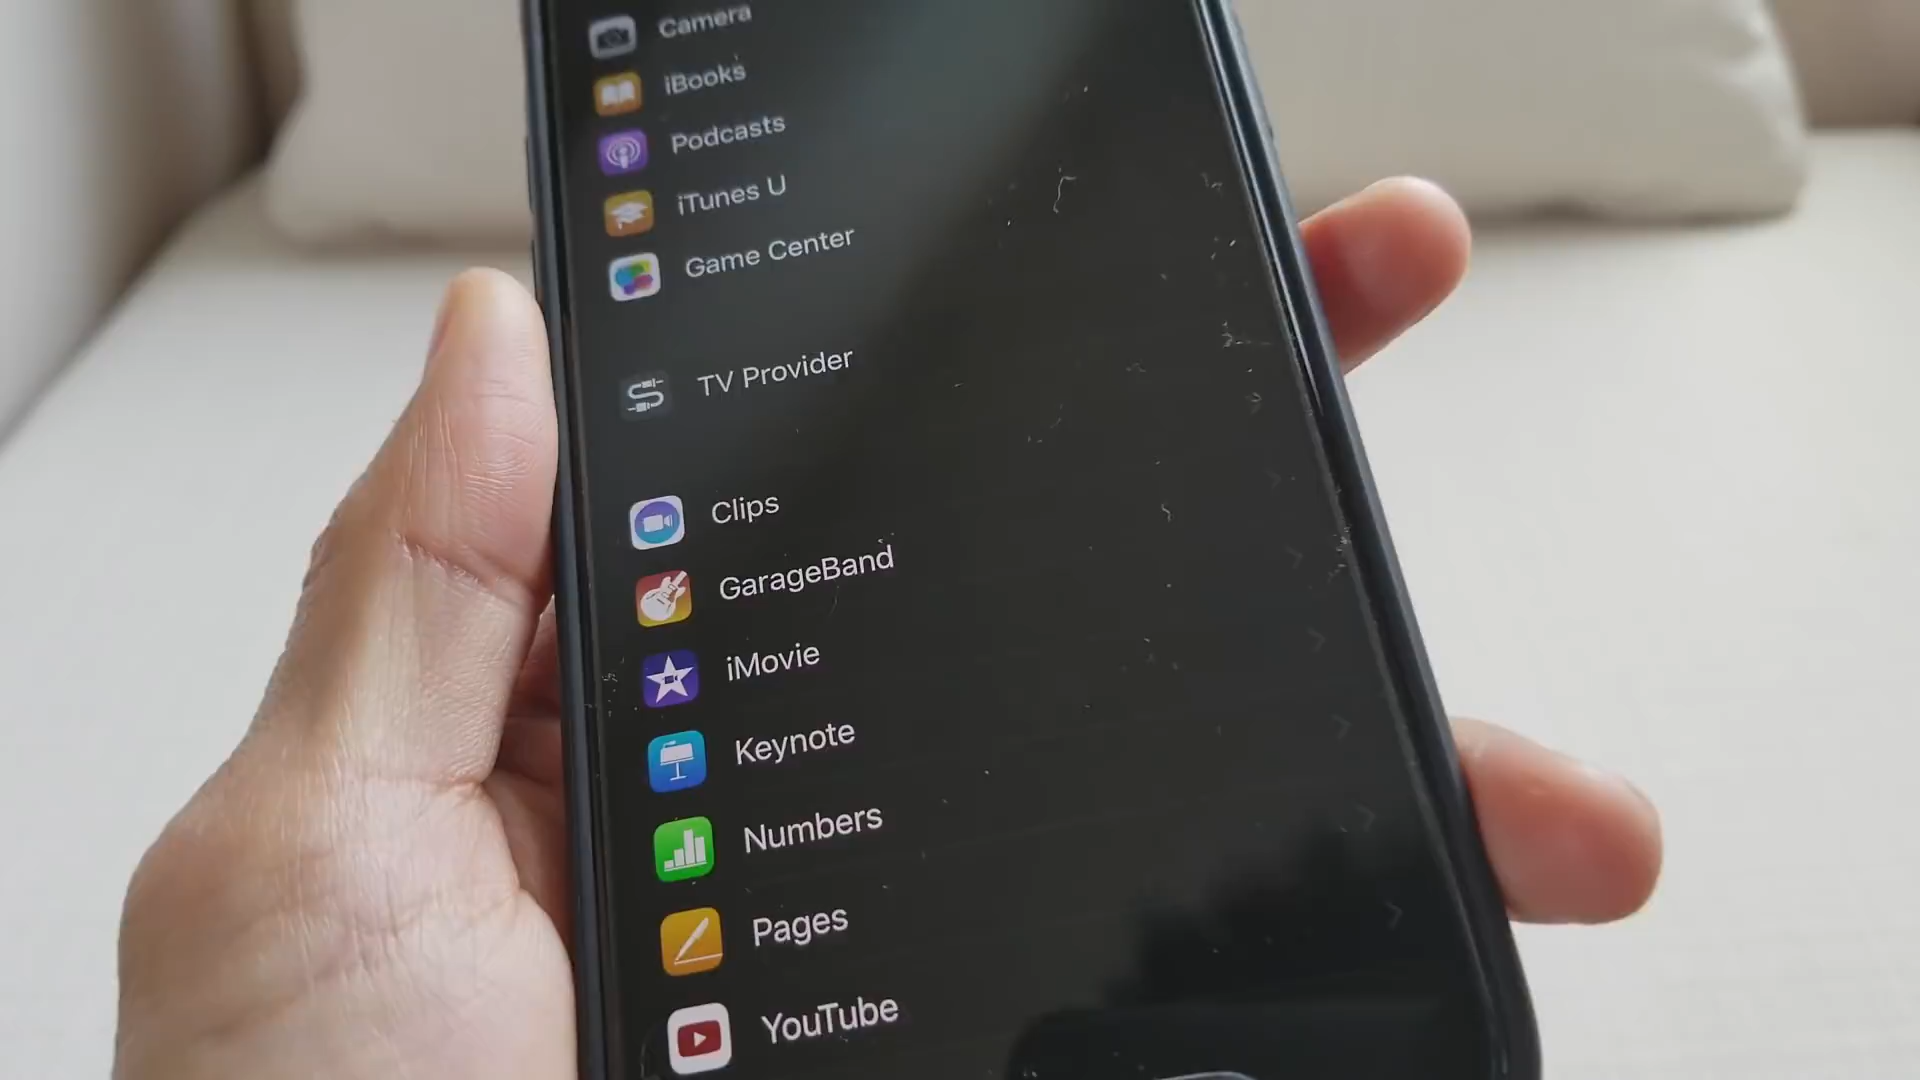 Camera
iBooks
Podcasts
iTunes U
Game Center
TV Provider
Clips
GarageBand
iMovie
Keynote
Numbers
Pages
YouTube